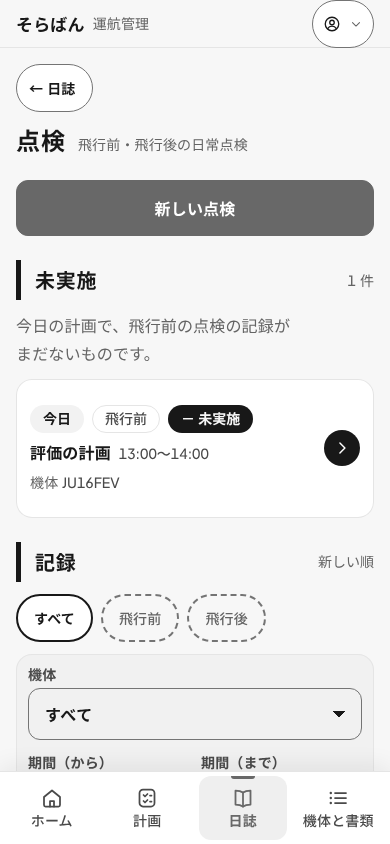 そらばん 運航管理
← 日誌
点検 飛行前・飛行後の日常点検
新しい点検
未実施 1 件
今日の計画で、飛行前の点検の記録が
まだないものです。
今日 飛行前 − 未実施
評価の計画 13:00〜14:00
機体 JU16FEV
記録 新しい順
すべて 飛行前 飛行後
機体
すべて
期間（から） 期間（まで）
ホーム 計画 日誌 機体と書類